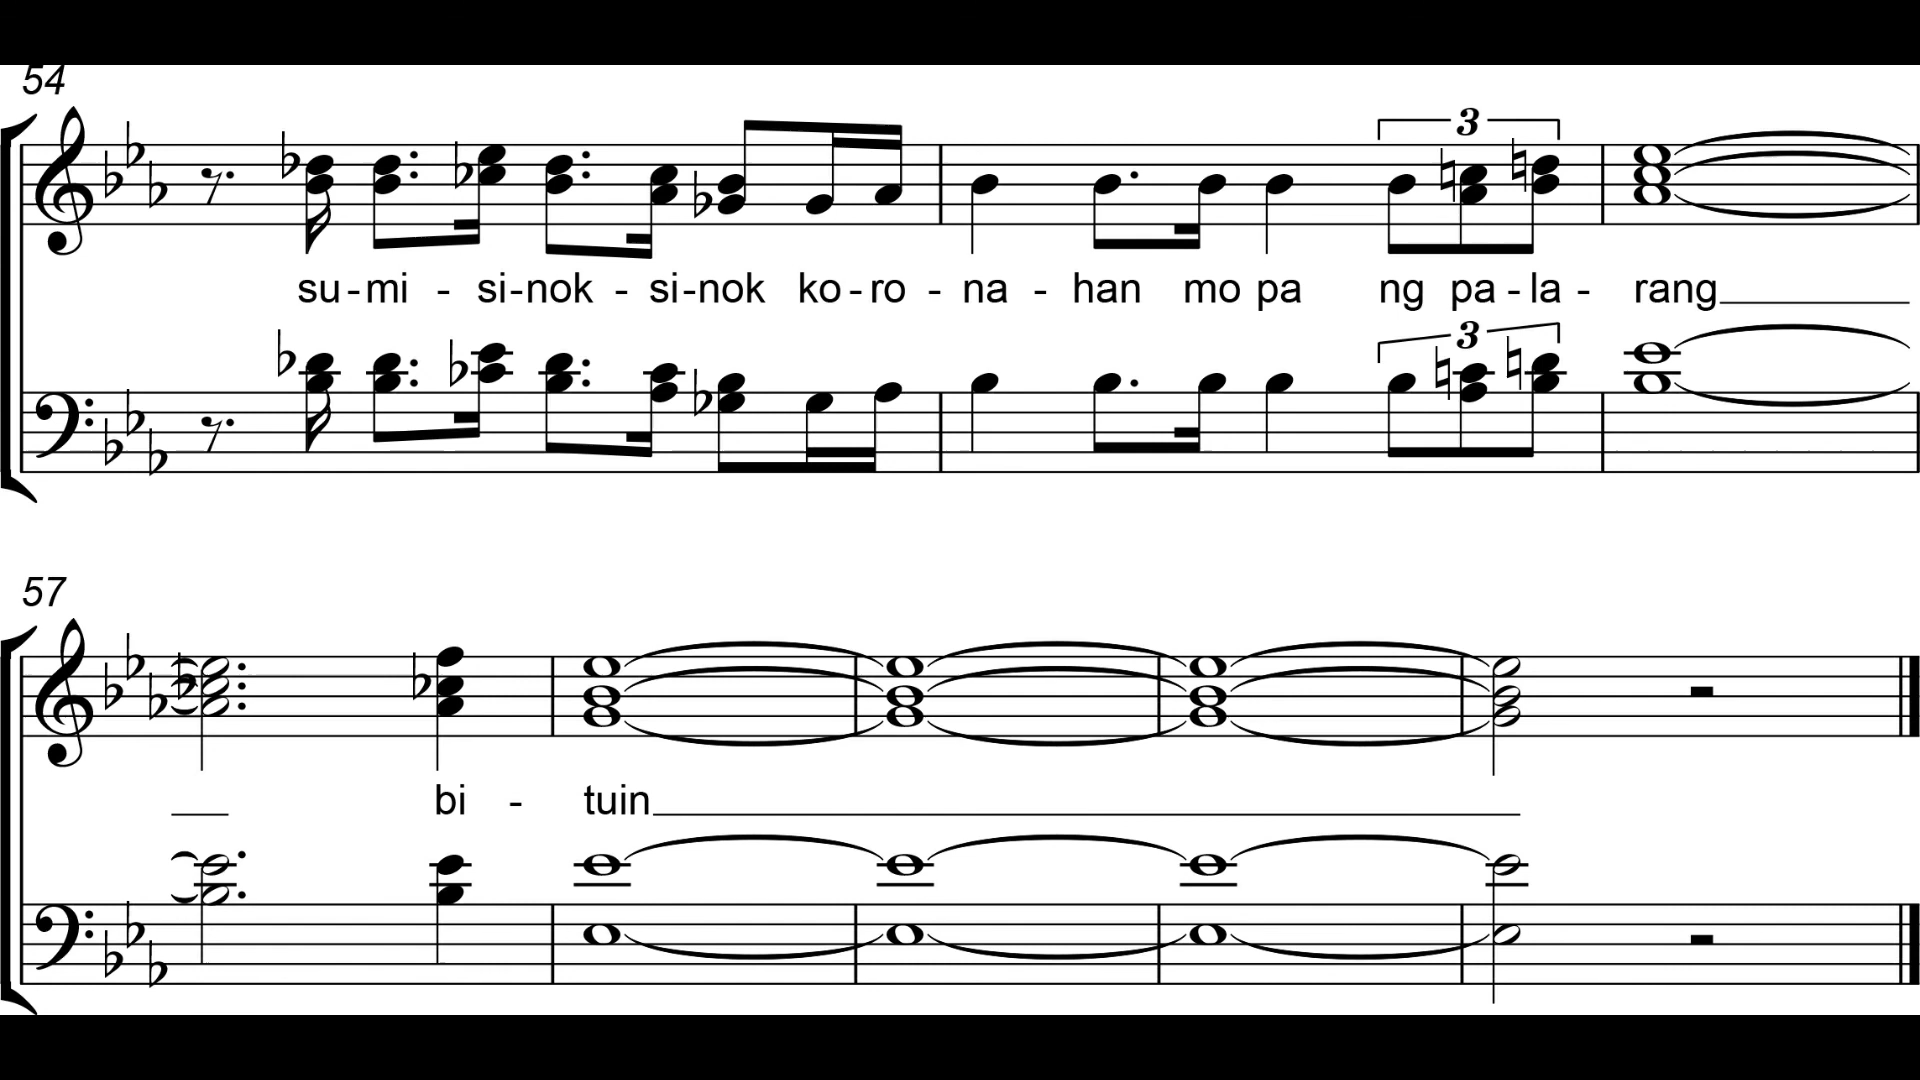 54
3
su-mi - si-nok - si-nok ko-ro - na - han mo pa ng pa-la - rang
3
57
bi - tuin